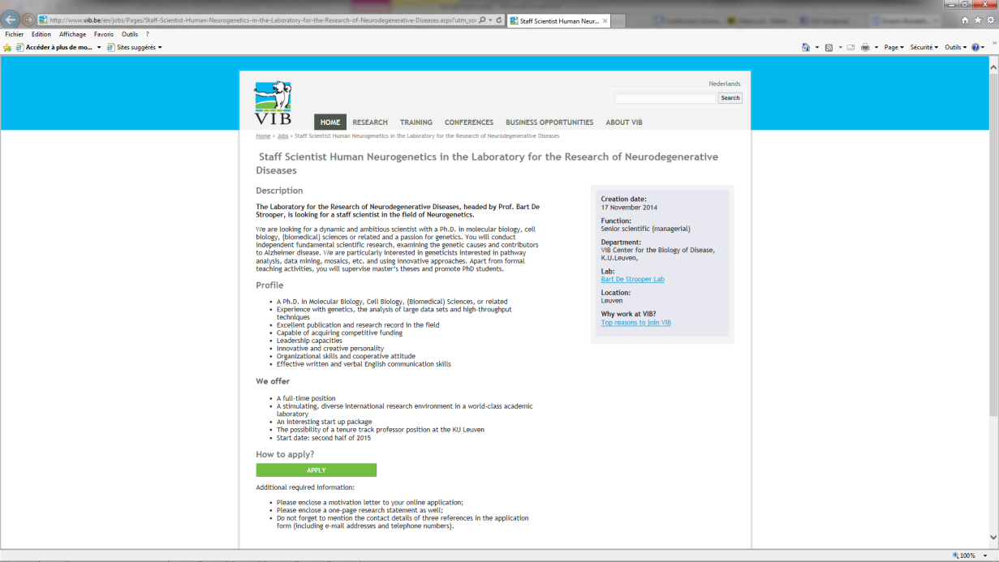 http://www.vib.be/en/jobs/Pages/Staff-Scientist-Human-Neurogenetics-in-the-Laboratory-for-the-Research-of-Neurodegenerative-Diseases.aspx?utm_so
Staff Scientist Human Neur...
Fichier Edition Affichage Favoris Outils ?
Accéder à plus de mo... Sites suggérés
Page Sécurité Outils
Nederlands
Search
VIB
HOME RESEARCH TRAINING CONFERENCES BUSINESS OPPORTUNITIES ABOUT VIB
Home > Jobs > Staff Scientist Human Neurogenetics in the Laboratory for the Research of Neurodegenerative Diseases
Staff Scientist Human Neurogenetics in the Laboratory for the Research of Neurodegenerative
Diseases
Description
The Laboratory for the Research of Neurodegenerative Diseases, headed by Prof. Bart De
Strooper, is looking for a staff scientist in the field of Neurogenetics.
We are looking for a dynamic and ambitious scientist with a Ph.D. in molecular biology, cell
biology, (biomedical) sciences or related and a passion for genetics. You will conduct
independent fundamental scientific research, examining the genetic causes and contributors
to Alzheimer disease. We are particularly interested in geneticists interested in pathway
analysis, data mining, mosaics, etc. and using innovative approaches. Apart from formal
teaching activities, you will supervise master's theses and promote PhD students.
Profile
• A Ph.D. in Molecular Biology, Cell Biology, (Biomedical) Sciences, or related
• Experience with genetics, the analysis of large data sets and high-throughput
techniques
• Excellent publication and research record in the field
• Capable of acquiring competitive funding
• Leadership capacities
• Innovative and creative personality
• Organizational skills and cooperative attitude
• Effective written and verbal English communication skills
We offer
• A full-time position
• A stimulating, diverse international research environment in a world-class academic
laboratory
• An interesting start up package
• The possibility of a tenure track professor position at the KU Leuven
• Start date: second half of 2015
How to apply?
APPLY
Additional required information:
• Please enclose a motivation letter to your online application;
• Please enclose a one-page research statement as well;
• Do not forget to mention the contact details of three references in the application
form (including e-mail addresses and telephone numbers).
Creation date:
17 November 2014
Function:
Senior scientific (managerial)
Department:
VIB Center for the Biology of Disease,
K.U.Leuven,
Lab:
Bart De Strooper Lab
Location:
Leuven
Why work at VIB?
Top reasons to join VIB
100%